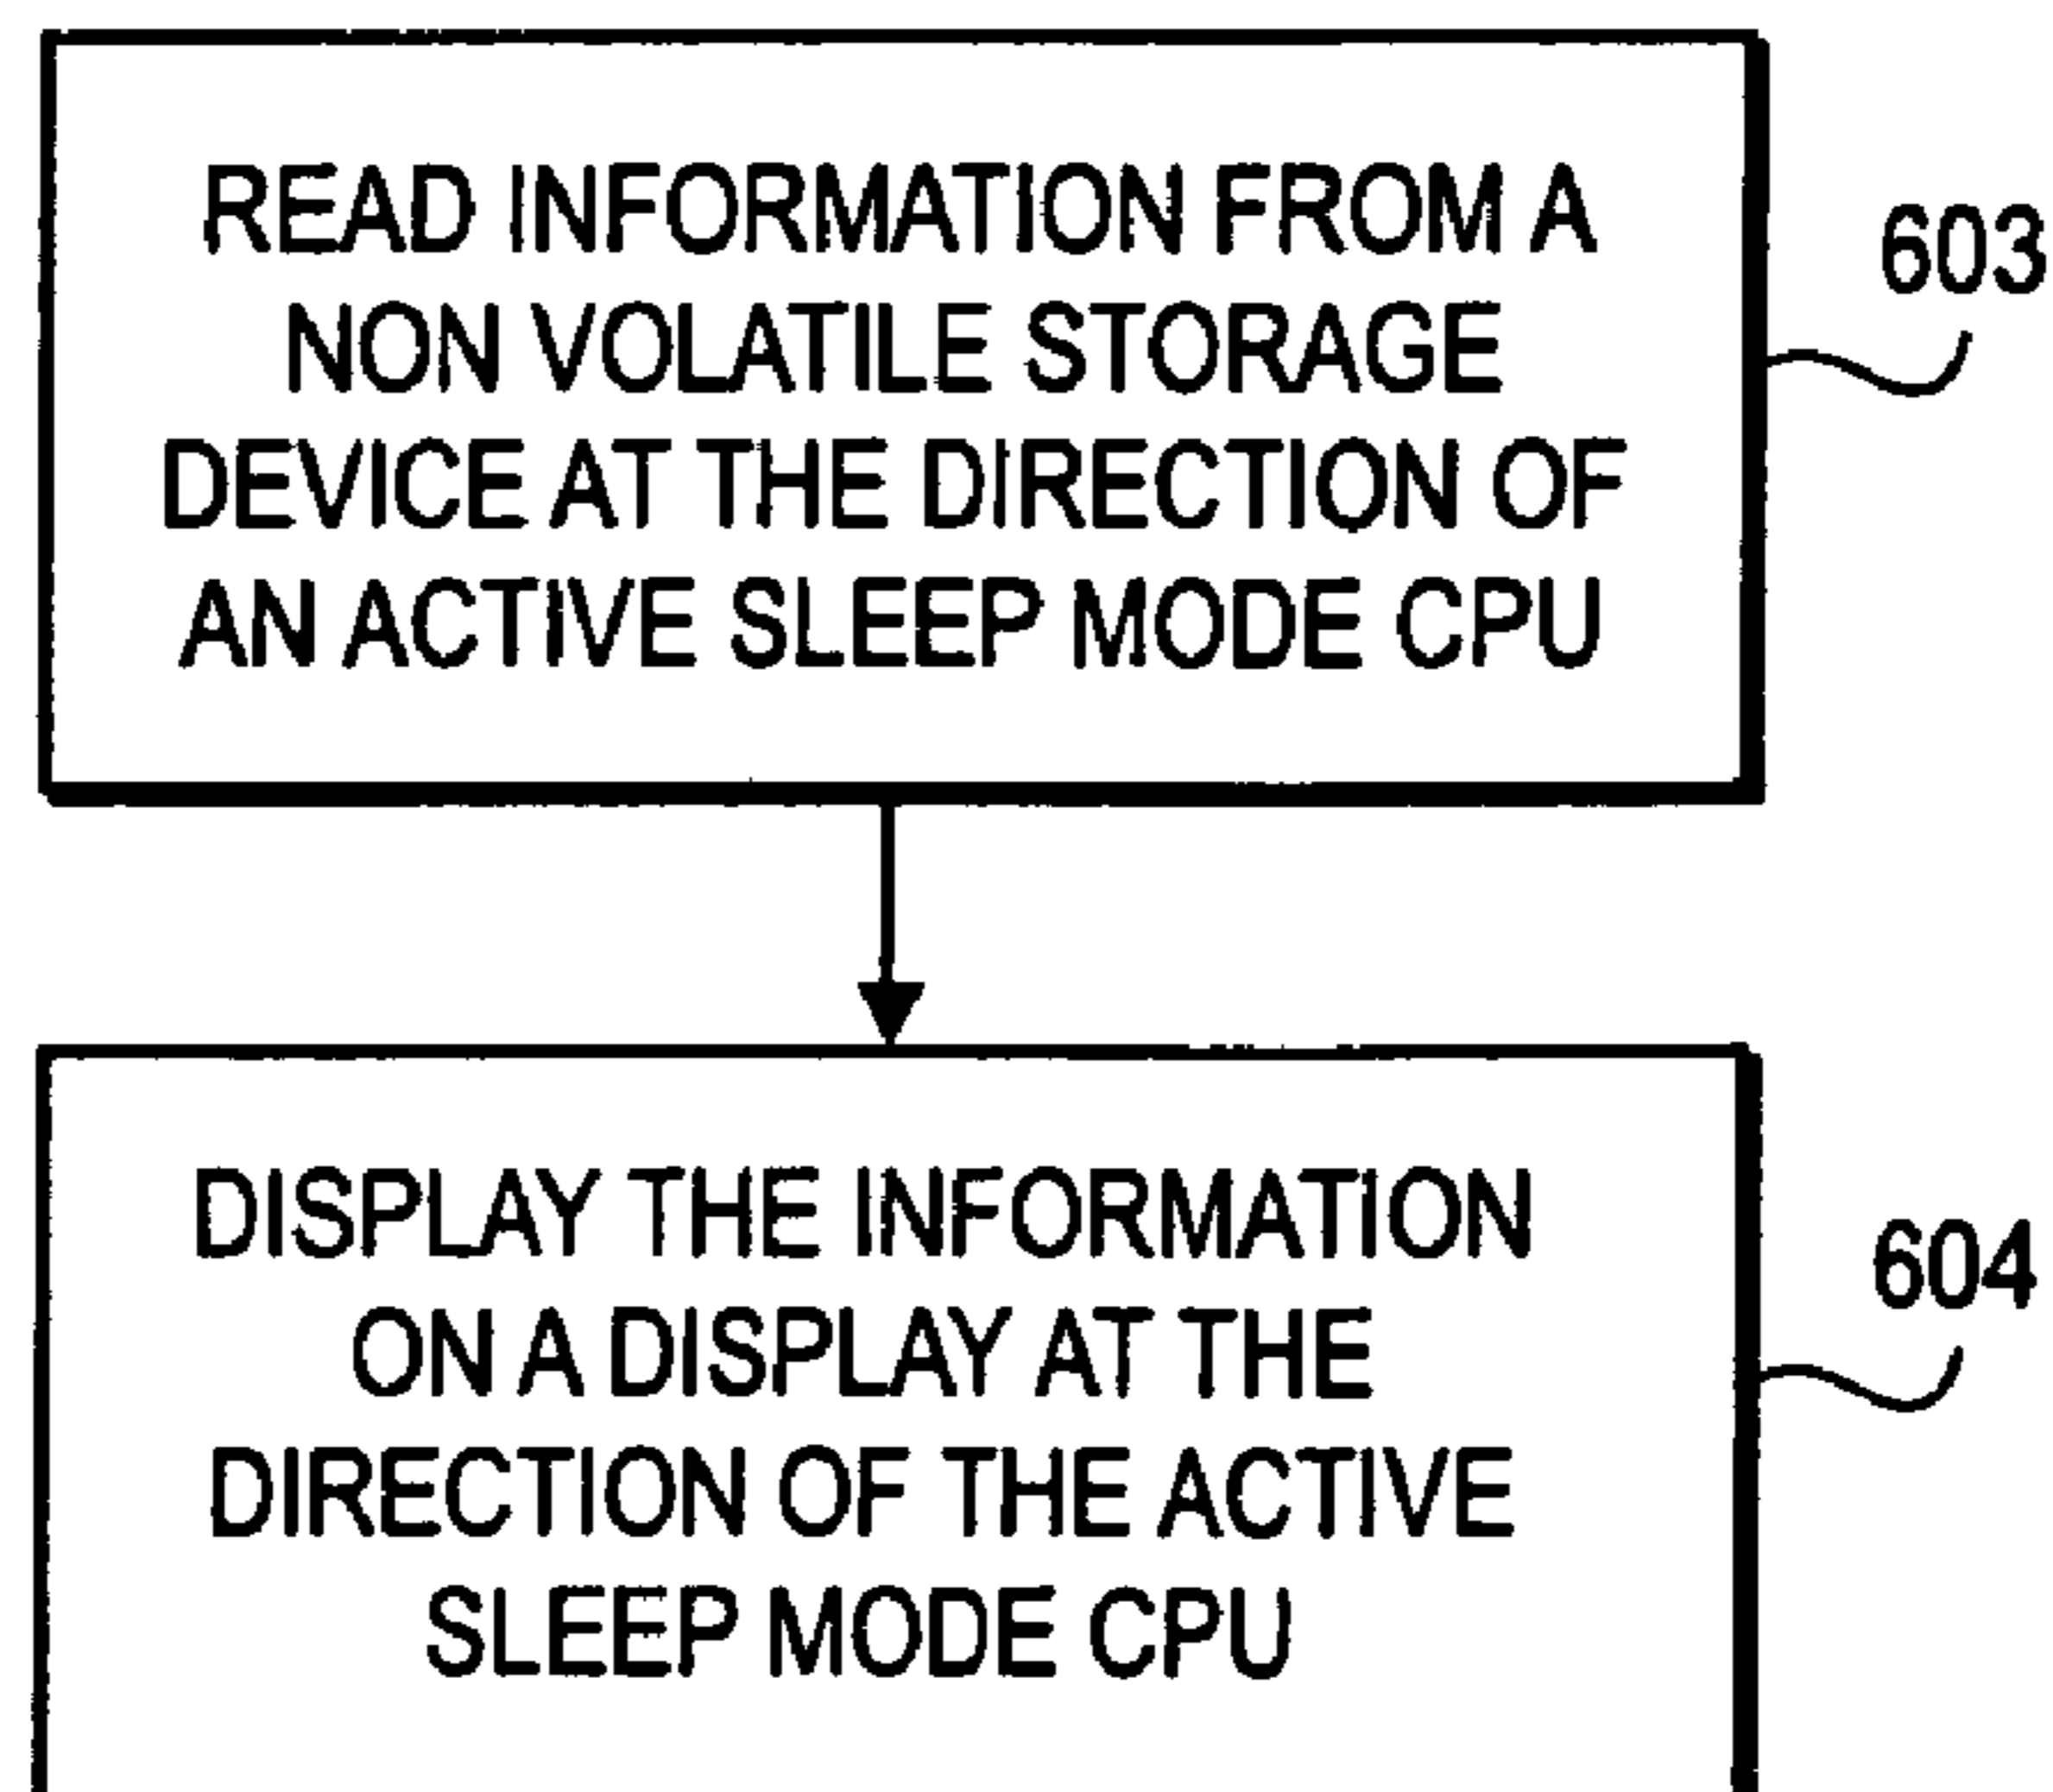 READ INFORMATION FROM A
NON VOLATILE STORAGE
DEVICE AT THE DIRECTION OF
AN ACTIVE SLEEP MODE CPU
603
DISPLAY THE INFORMATION
ON A DISPLAY AT THE
DIRECTION OF THE ACTIVE
SLEEP MODE CPU
604